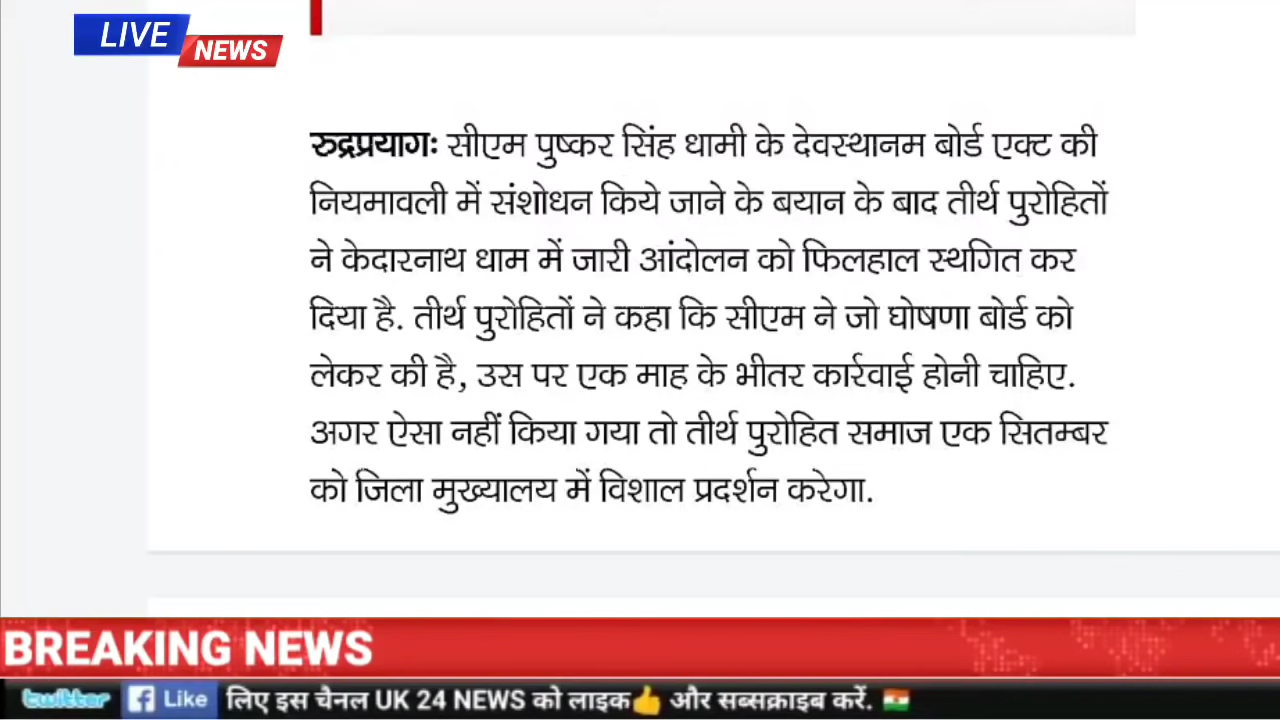 LIVE
NEWS
रुद्रप्रयागः सीएम पुष्कर सिंह धामी के देवस्थानम बोर्ड एक्ट की
नियमावली में संशोधन किये जाने के बयान के बाद तीर्थ पुरोहितों
ने केदारनाथ धाम में जारी आंदोलन को फिलहाल स्थगित कर
दिया है. तीर्थ पुरोहितों ने कहा कि सीएम ने जो घोषणा बोर्ड को
लेकर की है, उस पर एक माह के भीतर कार्रवाई होनी चाहिए.
अगर ऐसा नहीं किया गया तो तीर्थ पुरोहित समाज एक सितम्बर
को जिला मुख्यालय में विशाल प्रदर्शन करेगा.
BREAKING NEWS
twitter f Like लिए इस चैनल UK 24 NEWS को लाइक👍 और सब्सक्राइब करें. 🇮🇳